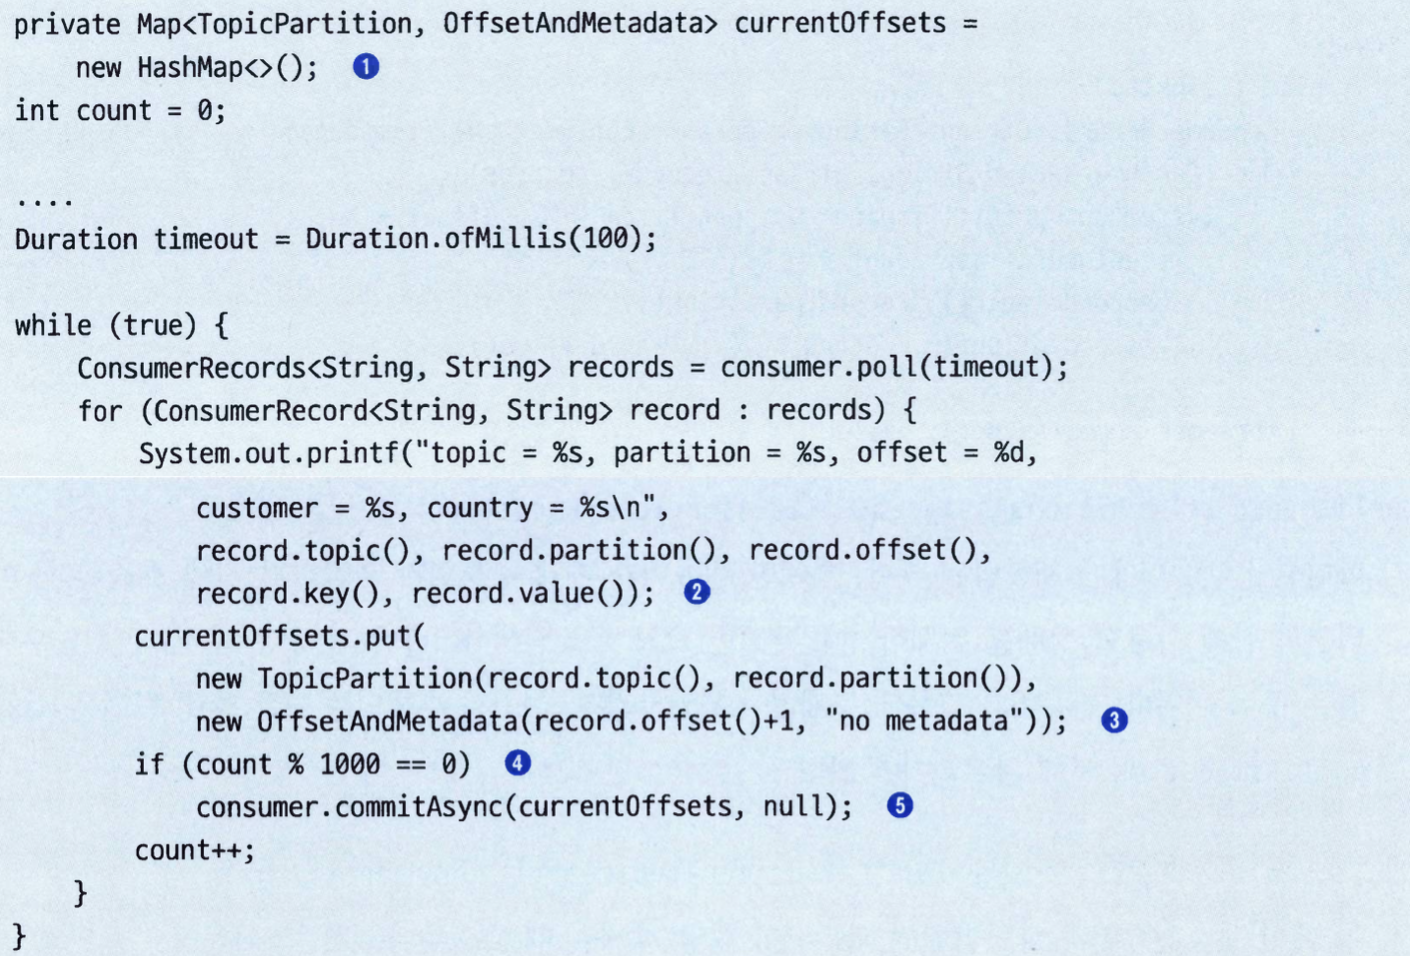 private Map<TopicPartition, OffsetAndMetadata> currentOffsets =
    new HashMap<>();  ❶
int count = 0;

....
Duration timeout = Duration.ofMillis(100);

while (true) {
    ConsumerRecords<String, String> records = consumer.poll(timeout);
    for (ConsumerRecord<String, String> record : records) {
        System.out.printf("topic = %s, partition = %s, offset = %d,
            customer = %s, country = %s\n",
            record.topic(), record.partition(), record.offset(),
            record.key(), record.value());  ❷
        currentOffsets.put(
            new TopicPartition(record.topic(), record.partition()),
            new OffsetAndMetadata(record.offset()+1, "no metadata"));  ❸
        if (count % 1000 == 0)  ❹
            consumer.commitAsync(currentOffsets, null);  ❺
        count++;
    }
}